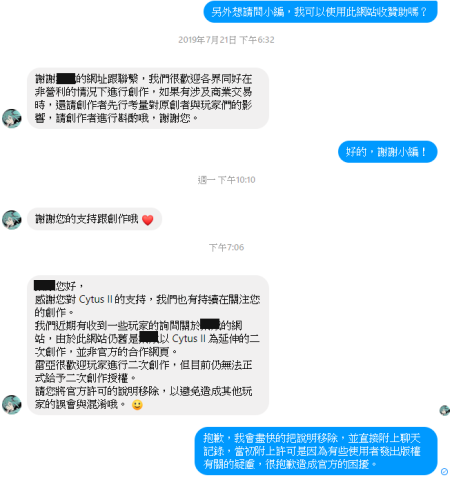 另外想請問小編，我可以使用此網站收贊助嗎？
2019年7月21日 下午6:32
謝謝的網址跟聯繫，我們很歡迎各界同好在
非營利的情況下進行創作，如果有涉及商業交易
時，還請創作者先行考量對原創者與玩家們的影
響，請創作者進行斟酌哦，謝謝您。
好的，謝謝小編！
週一 下午10:10
謝謝您的支持跟創作哦 ❤️
下午7:06
您好，
感謝您對 Cytus II 的支持，我們也有持續在關注您
的創作。
我們近期有收到一些玩家的詢問關於的網
站，由於此網站仍舊是以 Cytus II 為延伸的二
次創作，並非官方的合作網頁。
雷亞很歡迎玩家進行二次創作，但目前仍無法正
式給予二次創作授權。
請您將官方許可的說明移除，以避免造成其他玩
家的誤會與混淆哦。 🙂
抱歉，我會盡快的把說明移除，並直接附上聊天
記錄，當初附上許可是因為有些使用者發出版權
有關的疑慮，很抱歉造成官方的困擾。